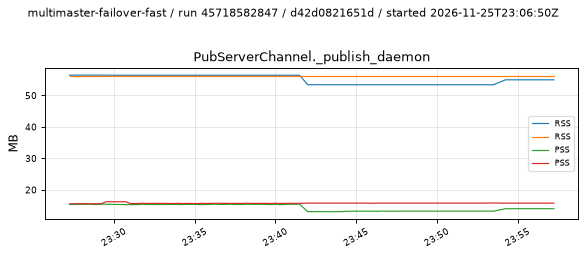 multimaster-failover-fast / run 45718582847 / d42d0821651d / started 2026-11-25T23:06:50Z
PubServerChannel._publish_daemon
MB
50
40
30
20
RSS
RSS
PSS
PSS
23:30
23:35
23:40
23:45
23:50
23:55